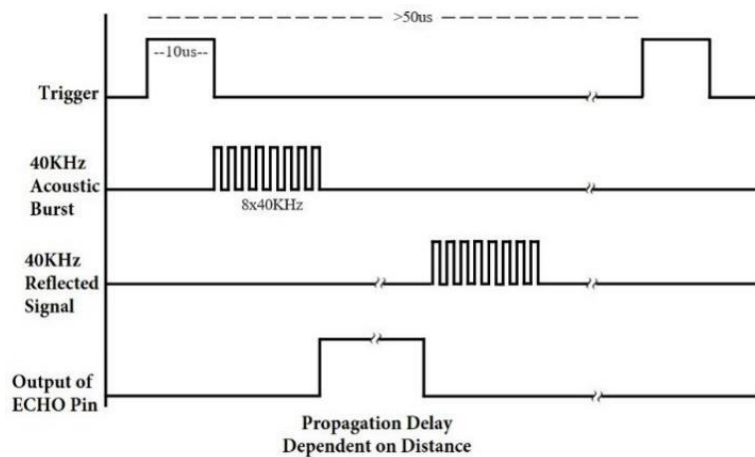 >50us
--10us--
Trigger
40KHz
Acoustic
Burst
8x40KHz
40KHz
Reflected
Signal
Output of
ECHO Pin
Propagation Delay
Dependent on Distance